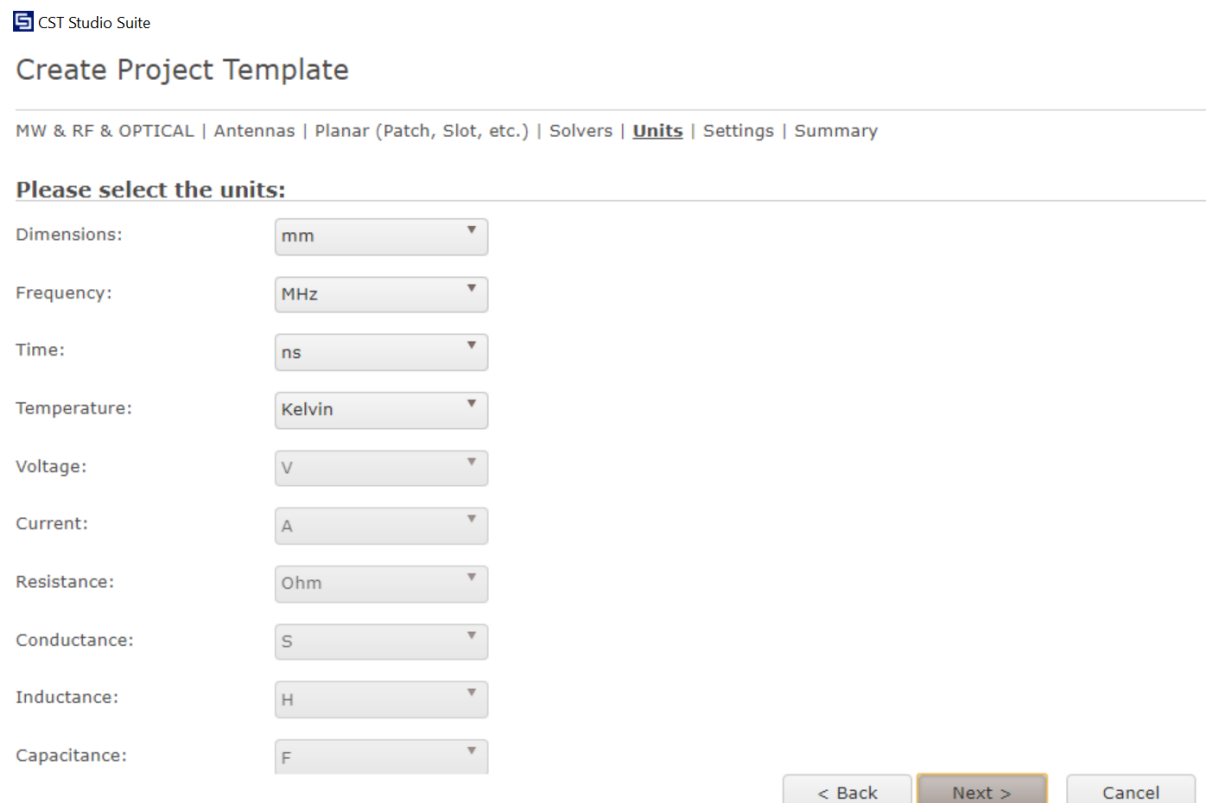 CST Studio Suite
Create Project Template
MW & RF & OPTICAL | Antennas | Planar (Patch, Slot, etc.) | Solvers | Units | Settings | Summary
Please select the units:
Dimensions: mm
Frequency: MHz
Time: ns
Temperature: Kelvin
Voltage: V
Current: A
Resistance: Ohm
Conductance: S
Inductance: H
Capacitance: F
< Back Next > Cancel